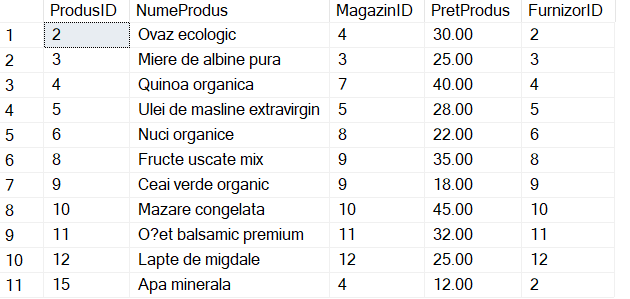 ProdusID NumeProdus MagazinID PretProdus FurnizorID
1 2 Ovaz ecologic 4 30.00 2
2 3 Miere de albine pura 3 25.00 3
3 4 Quinoa organica 7 40.00 4
4 5 Ulei de masline extravirgin 5 28.00 5
5 6 Nuci organice 8 22.00 6
6 8 Fructe uscate mix 9 35.00 8
7 9 Ceai verde organic 9 18.00 9
8 10 Mazare congelata 10 45.00 10
9 11 O?et balsamic premium 11 32.00 11
10 12 Lapte de migdale 12 25.00 12
11 15 Apa minerala 4 12.00 2